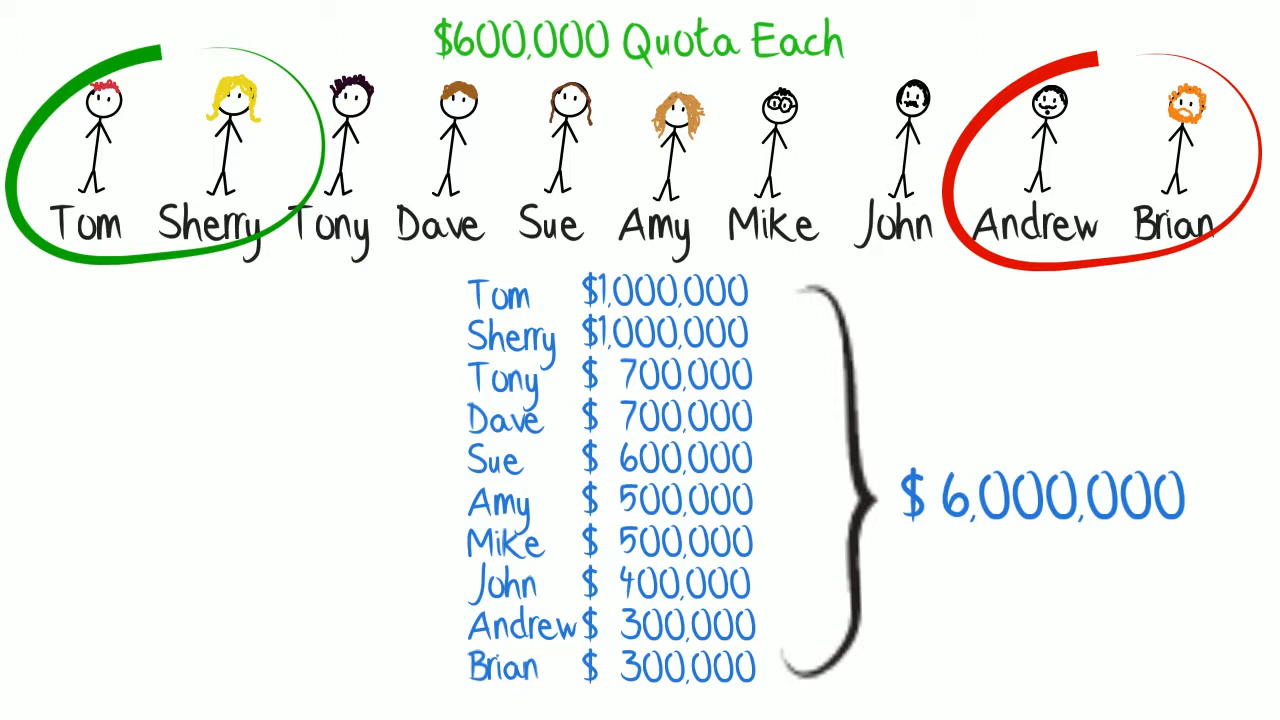 $600,000 Quota Each
Tom Sherry Tony Dave Sue Amy Mike John Andrew Brian
Tom $1,000,000
Sherry $1,000,000
Tony $ 700,000
Dave $ 700,000
Sue $ 600,000
Amy $ 500,000
Mike $ 500,000
John $ 400,000
Andrew $ 300,000
Brian $ 300,000
$ 6,000,000